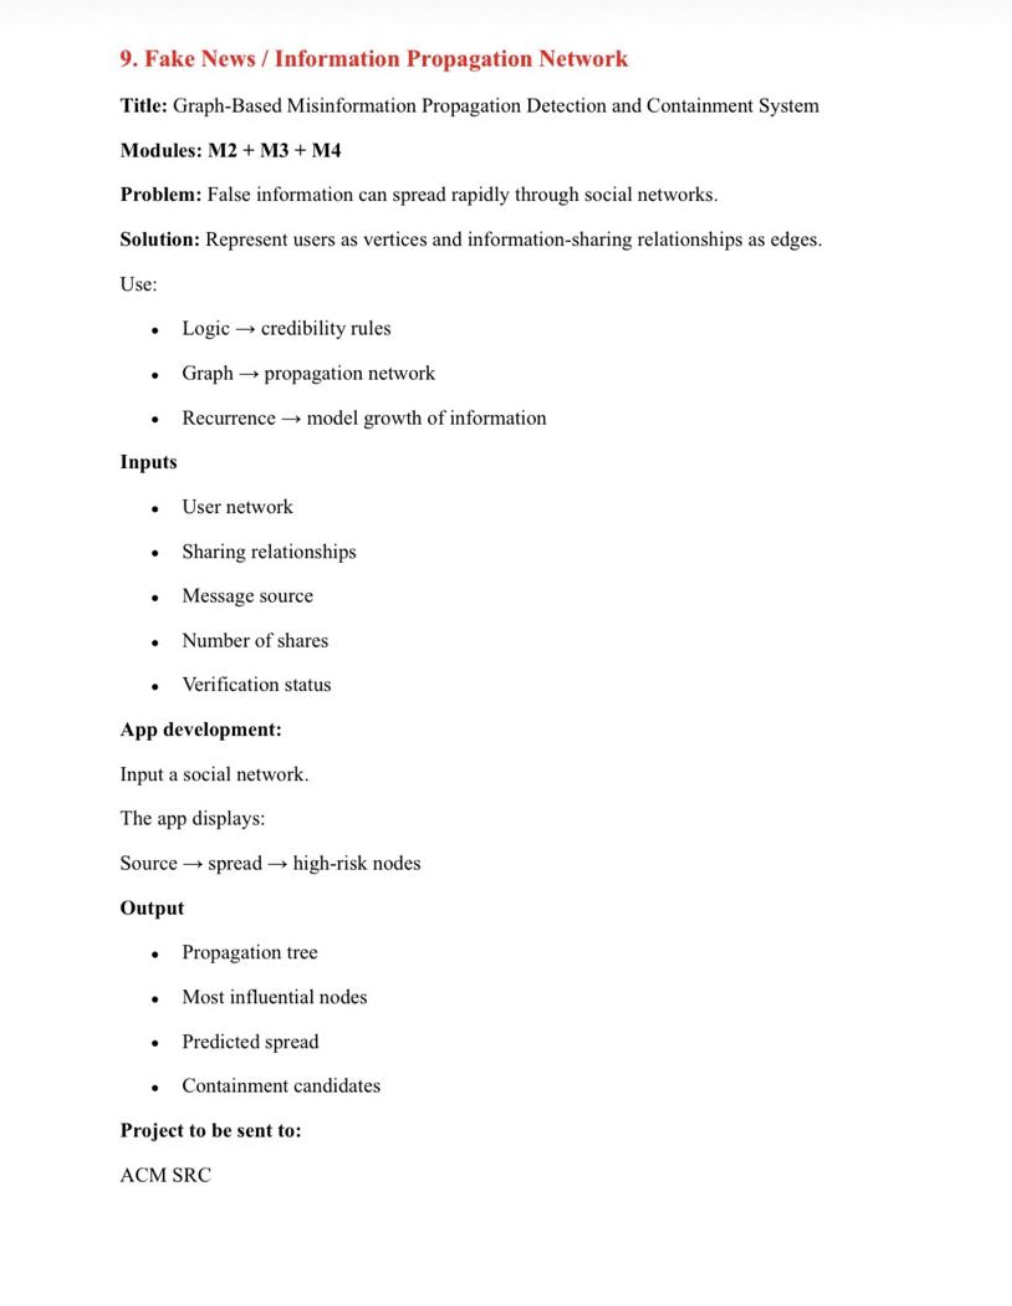 9. Fake News / Information Propagation Network
Title: Graph-Based Misinformation Propagation Detection and Containment System
Modules: M2 + M3 + M4
Problem: False information can spread rapidly through social networks.
Solution: Represent users as vertices and information-sharing relationships as edges.
Use:
• Logic → credibility rules
• Graph → propagation network
• Recurrence → model growth of information
Inputs
• User network
• Sharing relationships
• Message source
• Number of shares
• Verification status
App development:
Input a social network.
The app displays:
Source → spread → high-risk nodes
Output
• Propagation tree
• Most influential nodes
• Predicted spread
• Containment candidates
Project to be sent to:
ACM SRC